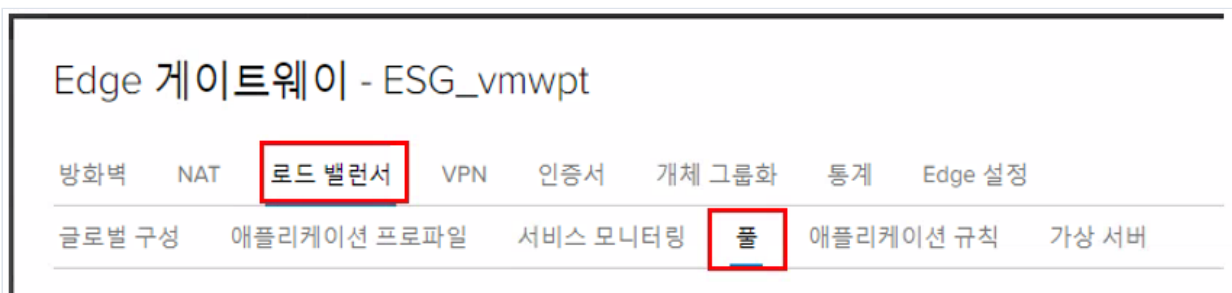 Edge 게이트웨이 - ESG_vmwpt
방화벽 NAT 로드 밸런서 VPN 인증서 개체 그룹화 통계 Edge 설정
글로벌 구성 애플리케이션 프로파일 서비스 모니터링 풀 애플리케이션 규칙 가상 서버